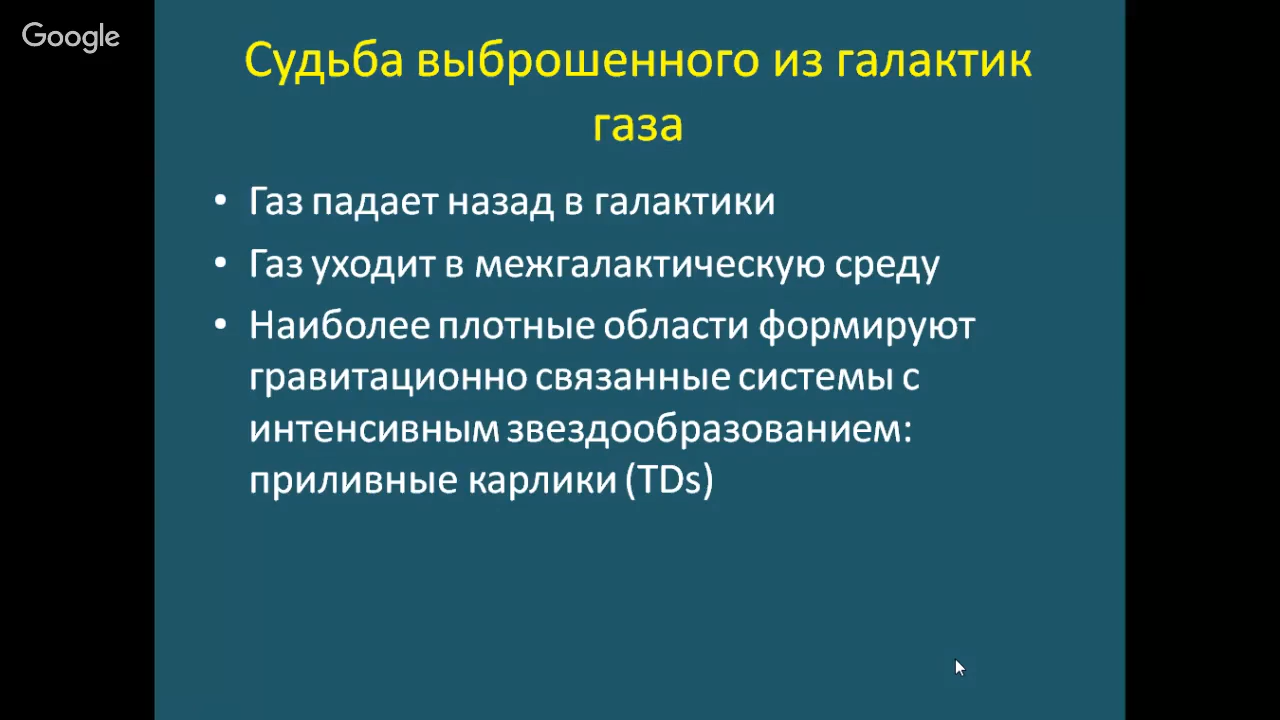 Google
Судьба выброшенного из галактик
газа
• Газ падает назад в галактики
• Газ уходит в межгалактическую среду
• Наиболее плотные области формируют
гравитационно связанные системы с
интенсивным звездообразованием:
приливные карлики (TDs)